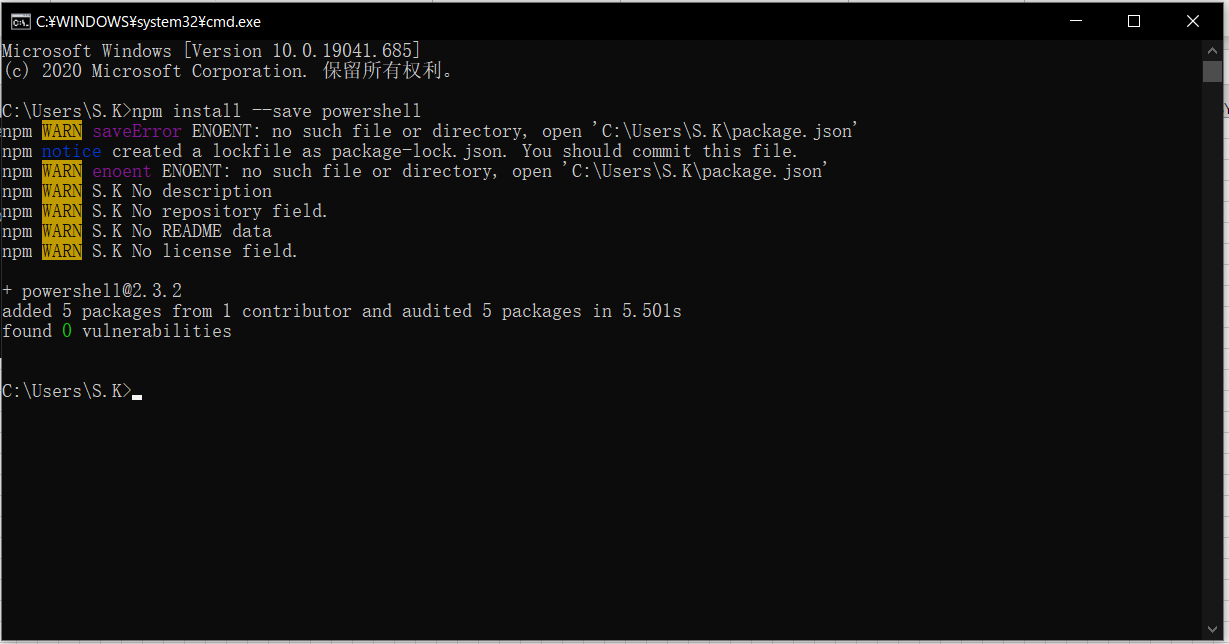 C:¥WINDOWS¥system32¥cmd.exe
Microsoft Windows [Version 10.0.19041.685]
(c) 2020 Microsoft Corporation. 保留所有权利。
C:\Users\S.K>npm install --save powershell
npm WARN saveError ENOENT: no such file or directory, open 'C:\Users\S.K\package.json'
npm notice created a lockfile as package-lock.json. You should commit this file.
npm WARN enoent ENOENT: no such file or directory, open 'C:\Users\S.K\package.json'
npm WARN S.K No description
npm WARN S.K No repository field.
npm WARN S.K No README data
npm WARN S.K No license field.
+ powershell@2.3.2
added 5 packages from 1 contributor and audited 5 packages in 5.501s
found 0 vulnerabilities
C:\Users\S.K>